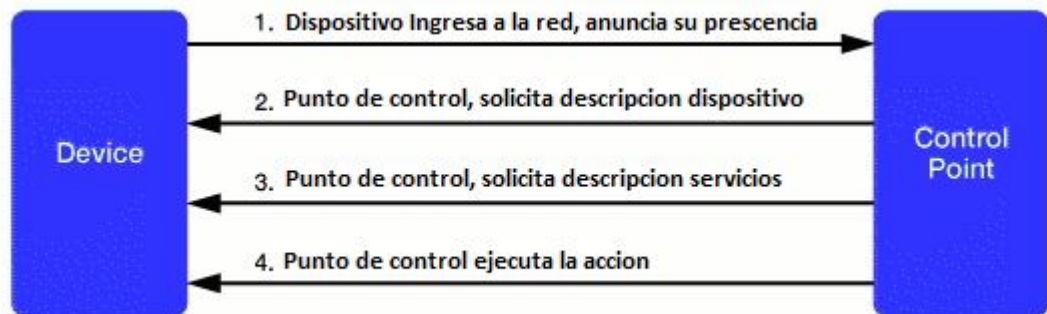 1. Dispositivo Ingresa a la red, anuncia su prescencia
2. Punto de control, solicita descripcion dispositivo
Device
Control
Point
3. Punto de control, solicita descripcion servicios
4. Punto de control ejecuta la accion